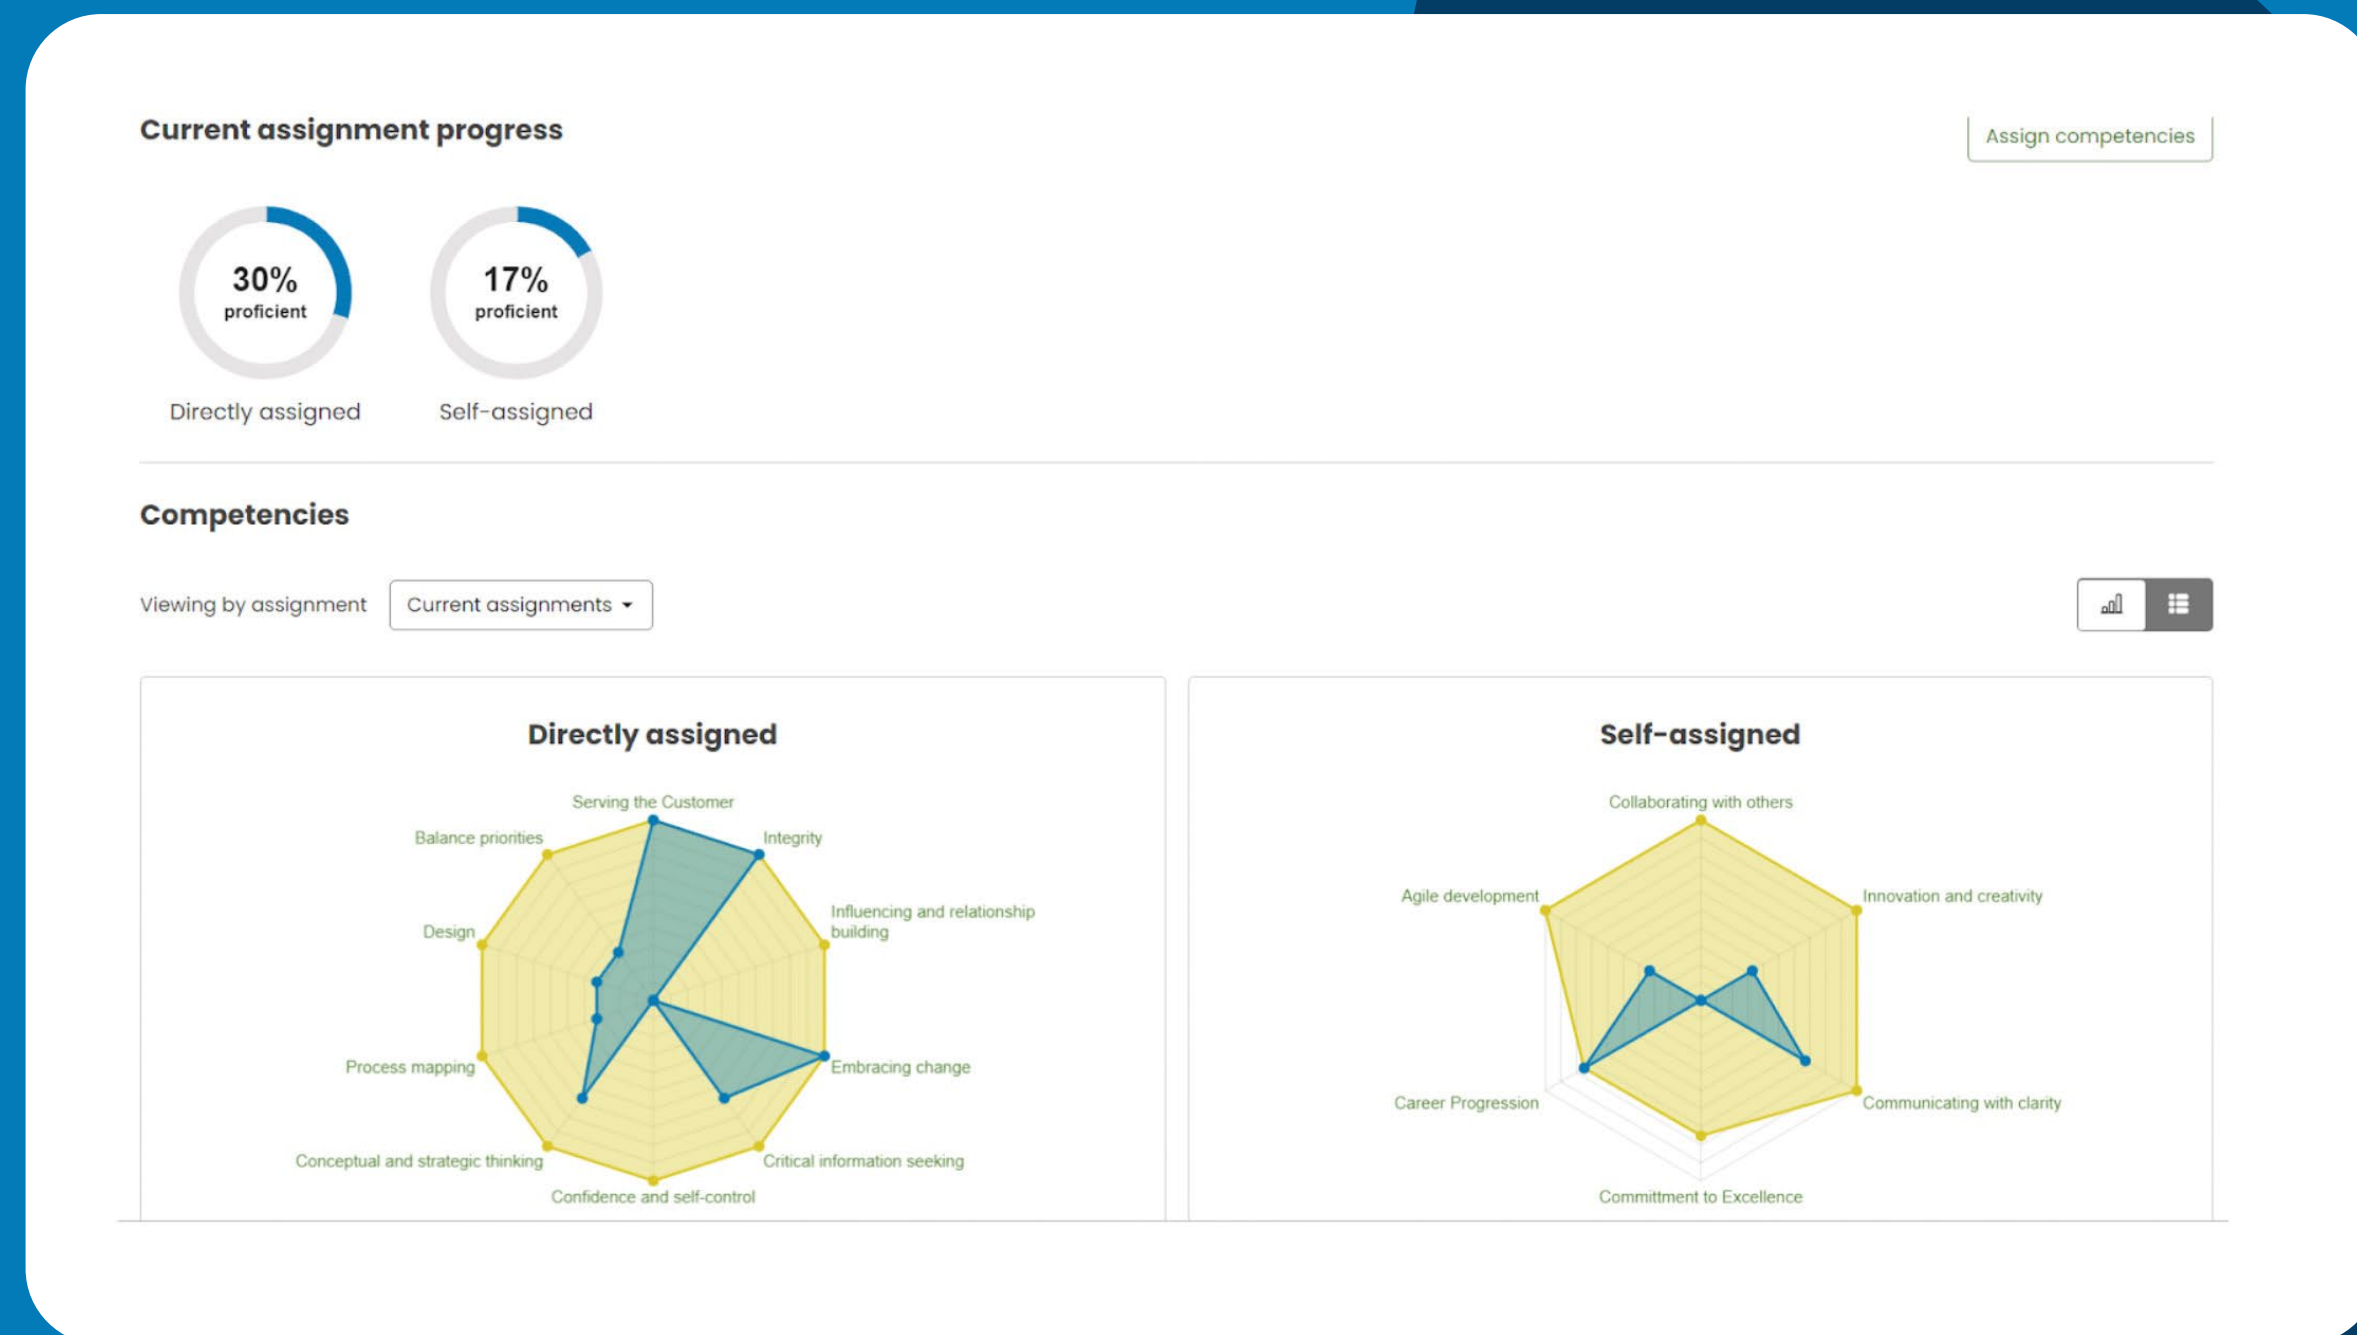 Current assignment progress
Assign competencies
30%
proficient
17%
proficient
Directly assigned
Self-assigned
Competencies
Viewing by assignment
Current assignments
Directly assigned
Serving the Customer
Balance priorities
Integrity
Influencing and relationship
building
Design
Process mapping
Embracing change
Conceptual and strategic thinking
Critical information seeking
Confidence and self-control
Self-assigned
Collaborating with others
Agile development
Innovation and creativity
Career Progression
Communicating with clarity
Committment to Excellence